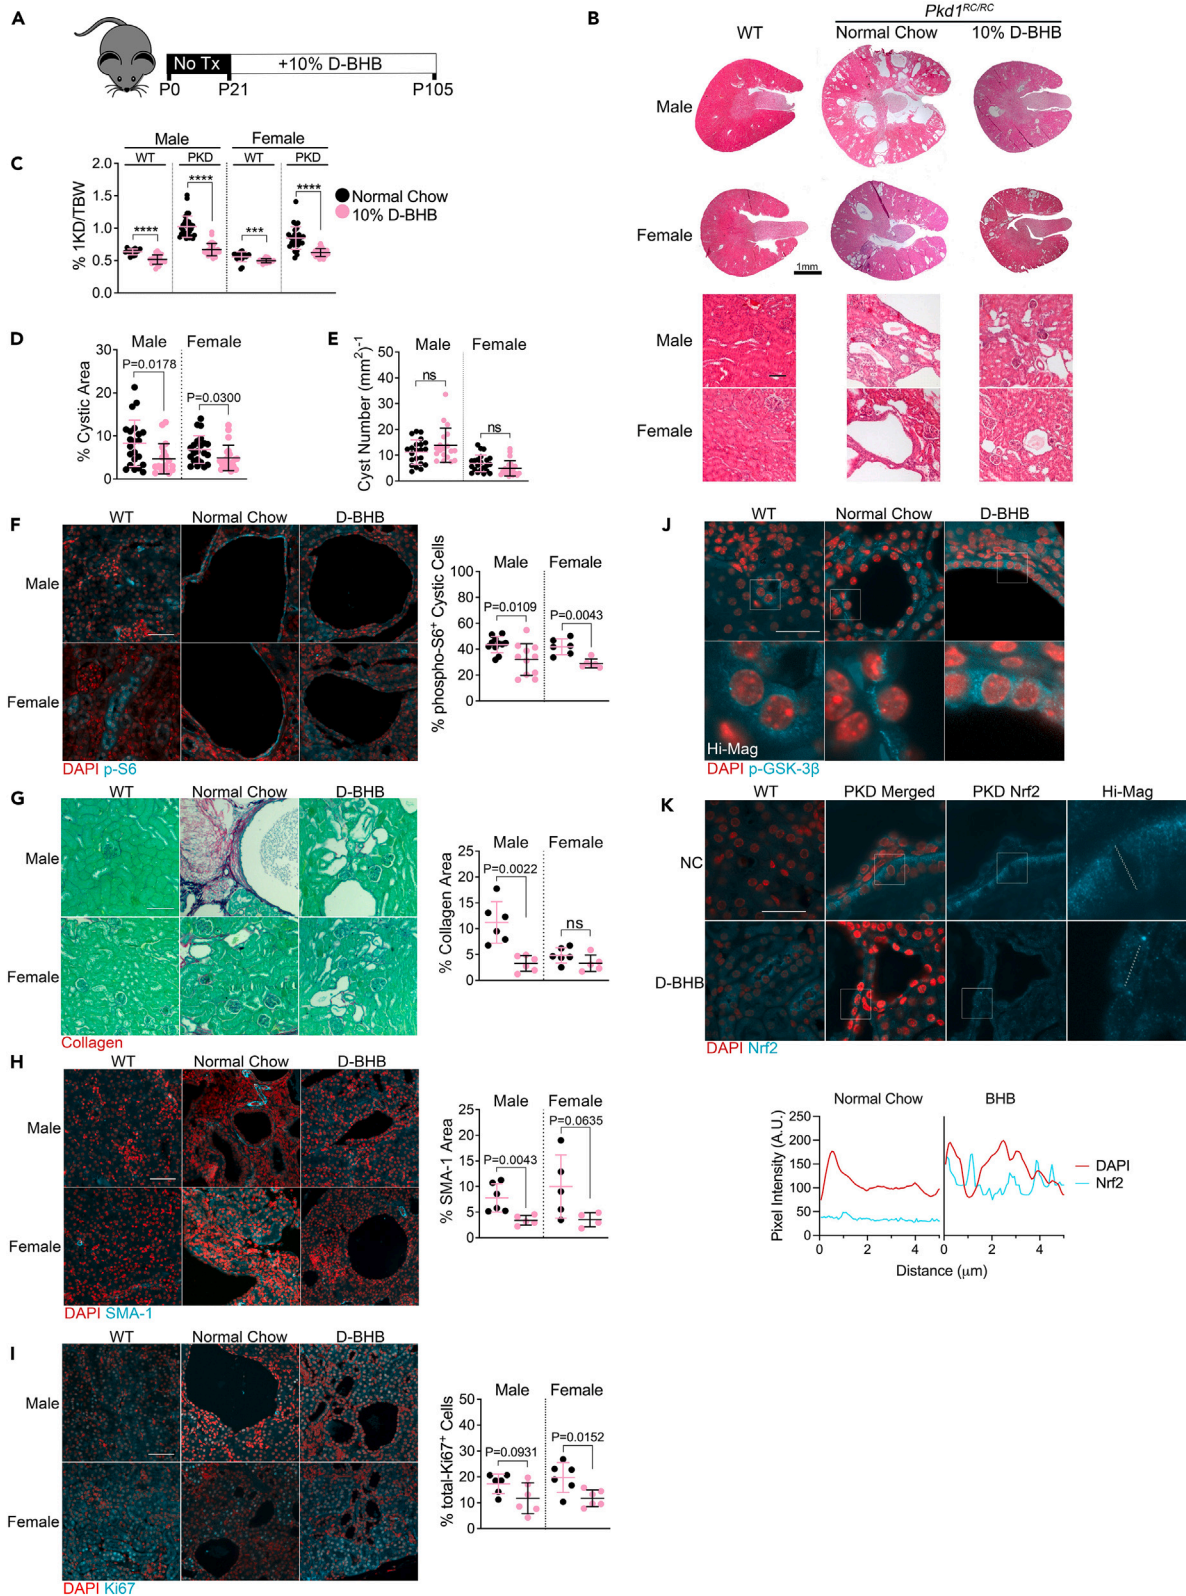 A
No Tx
+10% D-BHB
P0
P21
P105
B
Pkd1RC/RC
WT
Normal Chow
10% D-BHB
Male
Female
1mm
Male
Female
C
Male
Female
WT
PKD
WT
PKD
% 1KD/TBW
2.0
1.5
1.0
0.5
0.0
****
****
***
****
Normal Chow
10% D-BHB
D
Male
Female
% Cystic Area
30
20
10
0
P=0.0178
P=0.0300
E
Male
Female
Cyst Number (mm2)-1
50
40
30
20
10
0
ns
ns
F
WT
Normal Chow
D-BHB
Male
Female
DAPI p-S6
Male
Female
% phospho-S6+ Cystic Cells
100
80
60
40
20
0
P=0.0109
P=0.0043
G
WT
Normal Chow
D-BHB
Male
Female
Collagen
Male
Female
% Collagen Area
25
20
15
10
5
0
P=0.0022
ns
H
WT
Normal Chow
D-BHB
Male
Female
DAPI SMA-1
Male
Female
% SMA-1 Area
25
20
15
10
5
0
P=0.0043
P=0.0635
I
WT
Normal Chow
D-BHB
Male
Female
DAPI Ki67
Male
Female
% total-Ki67+ Cells
50
40
30
20
10
0
P=0.0931
P=0.0152
J
WT
Normal Chow
D-BHB
Hi-Mag
DAPI p-GSK-3β
K
WT
PKD Merged
PKD Nrf2
Hi-Mag
NC
D-BHB
DAPI Nrf2
Normal Chow
BHB
Pixel Intensity (A.U.)
250
200
150
100
50
0
0
2
4
0
2
4
Distance (μm)
DAPI
Nrf2